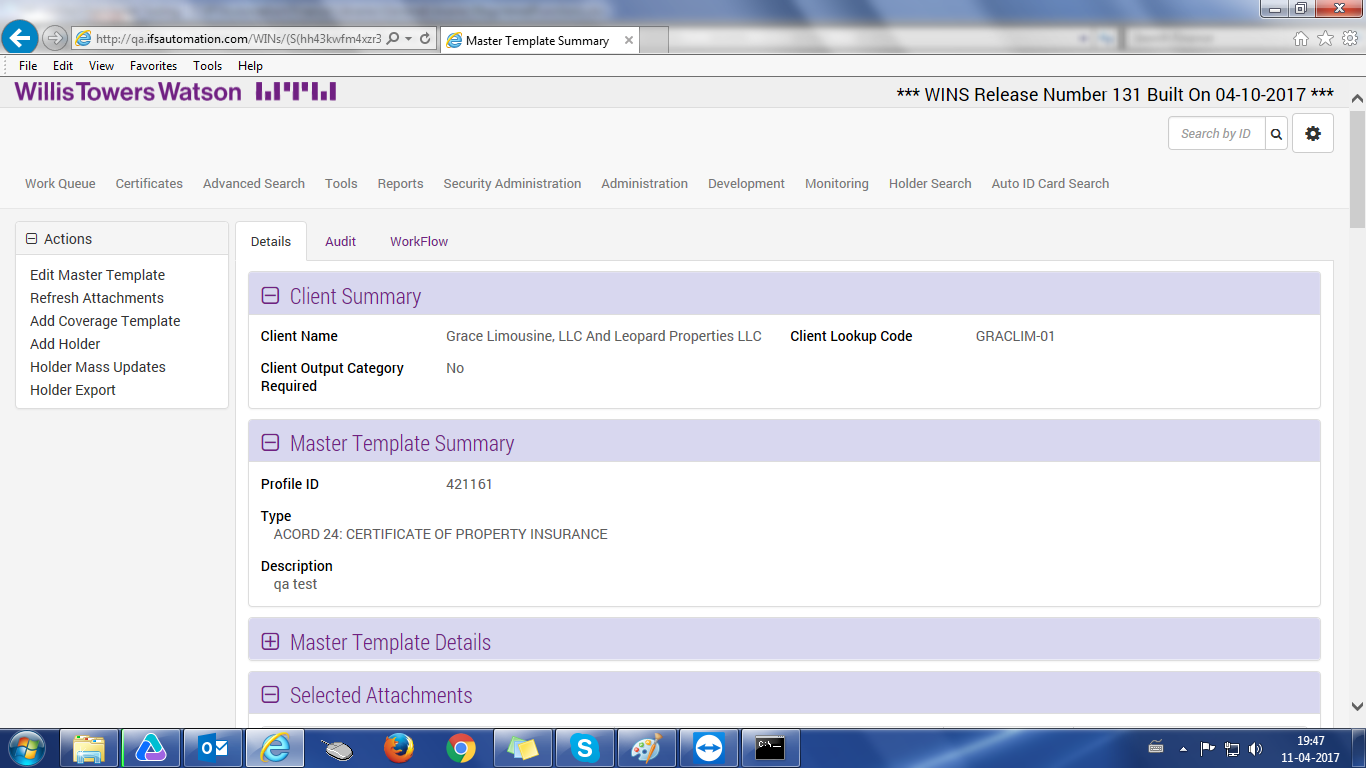 http://qa.ifsautomation.com/WINs/(S(hh43kwfm4xzr3
Master Template Summary
File Edit View Favorites Tools Help
WillisTowersWatson
*** WINS Release Number 131 Built On 04-10-2017 ***
Search by ID
Work Queue Certificates Advanced Search Tools Reports Security Administration Administration Development Monitoring Holder Search Auto ID Card Search
Actions
Edit Master Template
Refresh Attachments
Add Coverage Template
Add Holder
Holder Mass Updates
Holder Export
Details Audit WorkFlow
Client Summary
Client Name Grace Limousine, LLC And Leopard Properties LLC Client Lookup Code GRACLIM-01
Client Output Category No
Required
Master Template Summary
Profile ID 421161
Type
ACORD 24: CERTIFICATE OF PROPERTY INSURANCE
Description
qa test
Master Template Details
Selected Attachments
C:\
19:47
11-04-2017